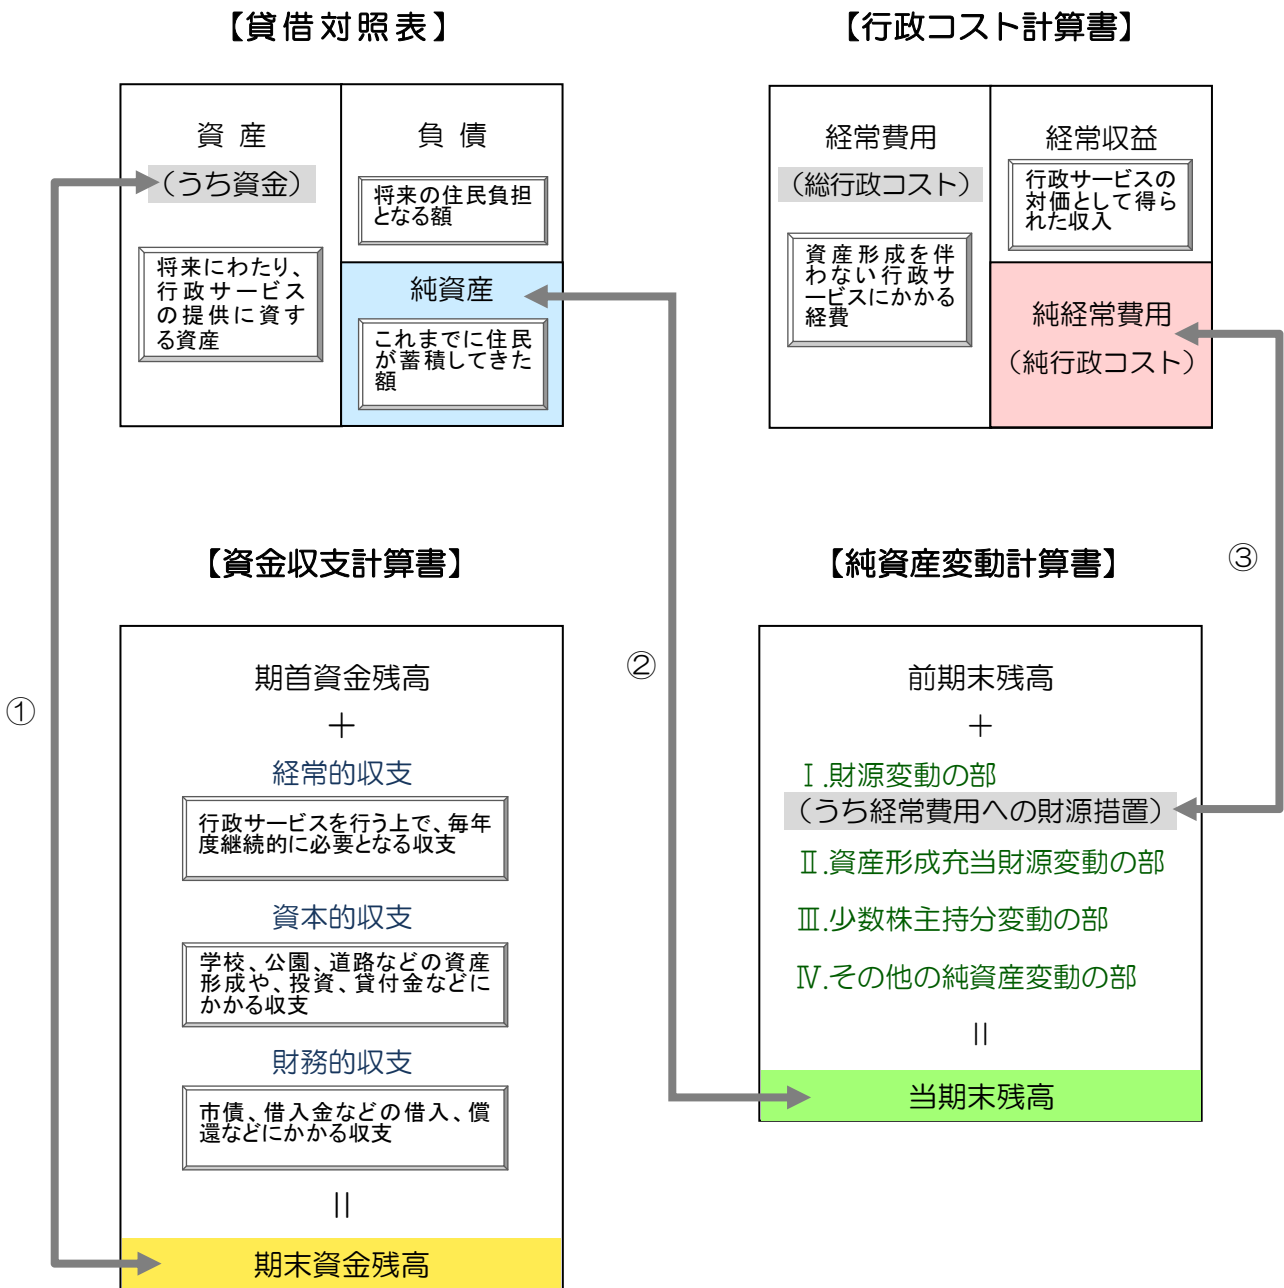 【貸借対照表】
資 産
(うち資金)
将来にわたり、
行政サービス
の提供に資す
る資産
負 債
将来の住民負担
となる額
純資産
これまでに住民
が蓄積してきた
額
【行政コスト計算書】
経常費用
(総行政コスト)
資産形成を伴
わない行政サ
ービスにかかる
経費
経常収益
行政サービスの
対価として得ら
れた収入
純経常費用
(純行政コスト)
①
②
③
【資金収支計算書】
期首資金残高
＋
経常的収支
行政サービスを行う上で、毎年
度継続的に必要となる収支
資本的収支
学校、公園、道路などの資産
形成や、投資、貸付金などに
かかる収支
財務的収支
市債、借入金などの借入、償
還などにかかる収支
||
期末資金残高
【純資産変動計算書】
前期末残高
＋
Ⅰ.財源変動の部
(うち経常費用への財源措置)
Ⅱ.資産形成充当財源変動の部
Ⅲ.少数株主持分変動の部
Ⅳ.その他の純資産変動の部
||
当期末残高